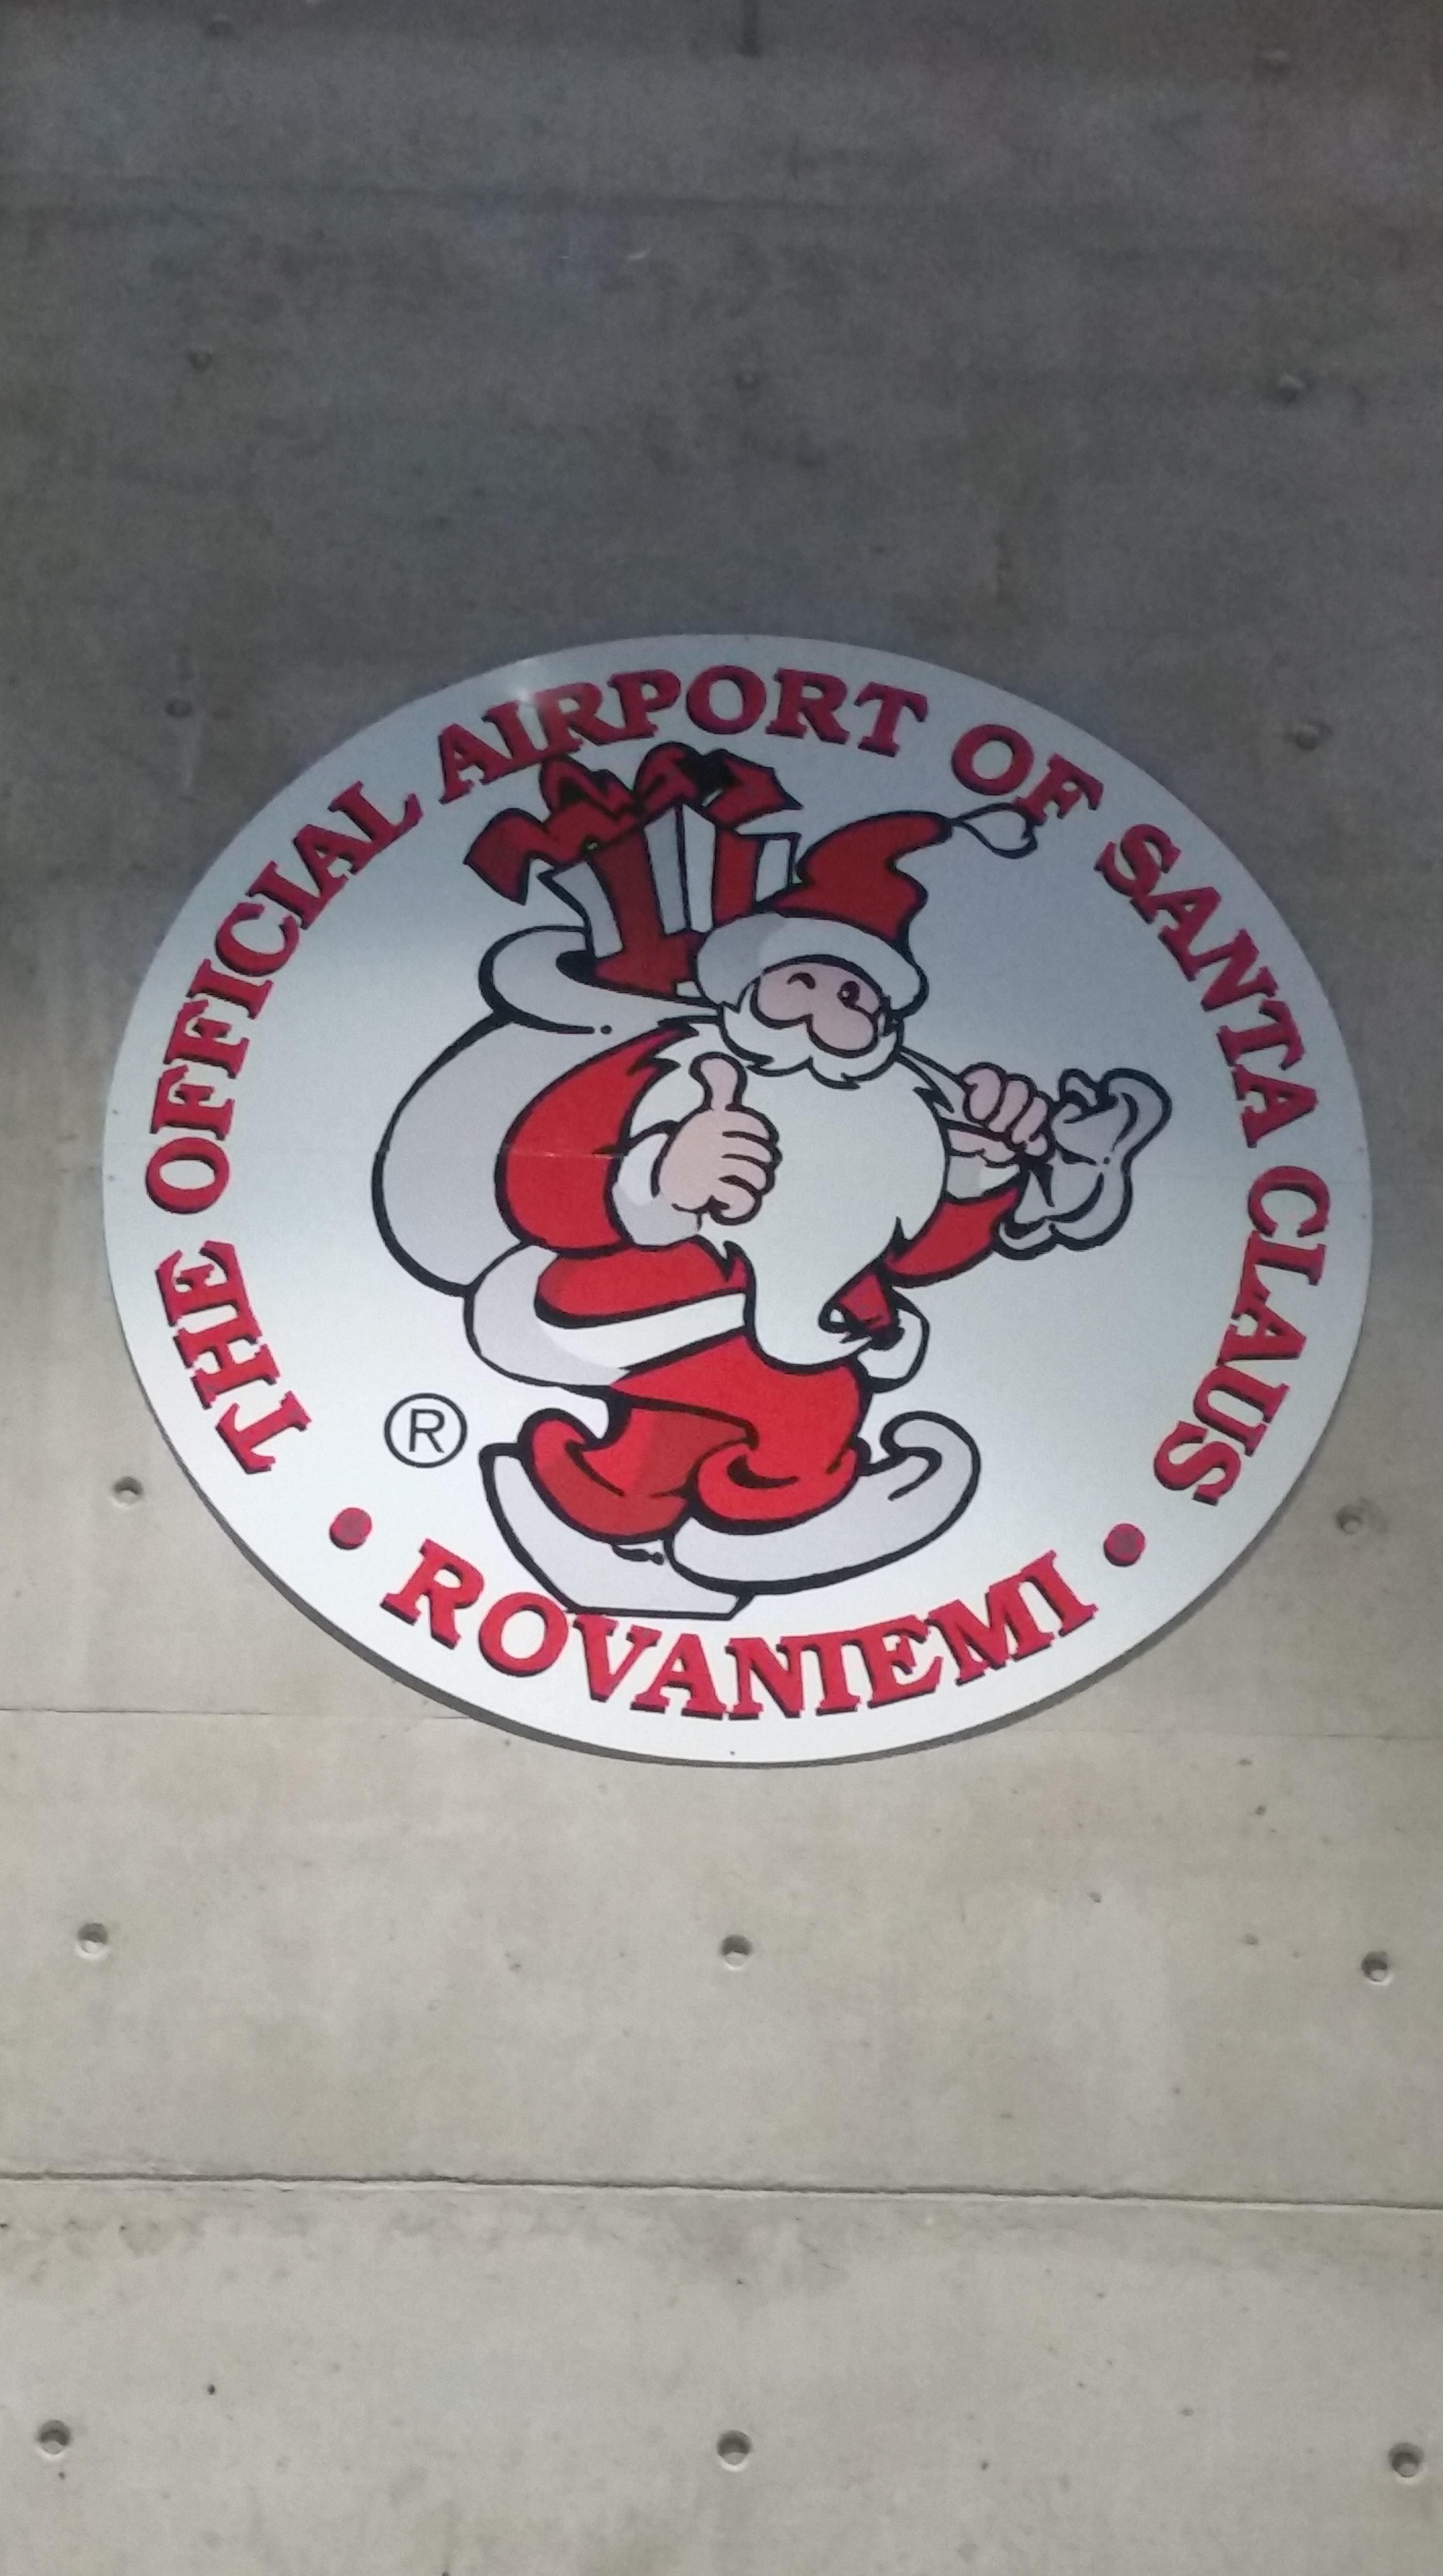 THE OFFICIAL AIRPORT OF SANTA CLAUS
®
• ROVANIEMI •